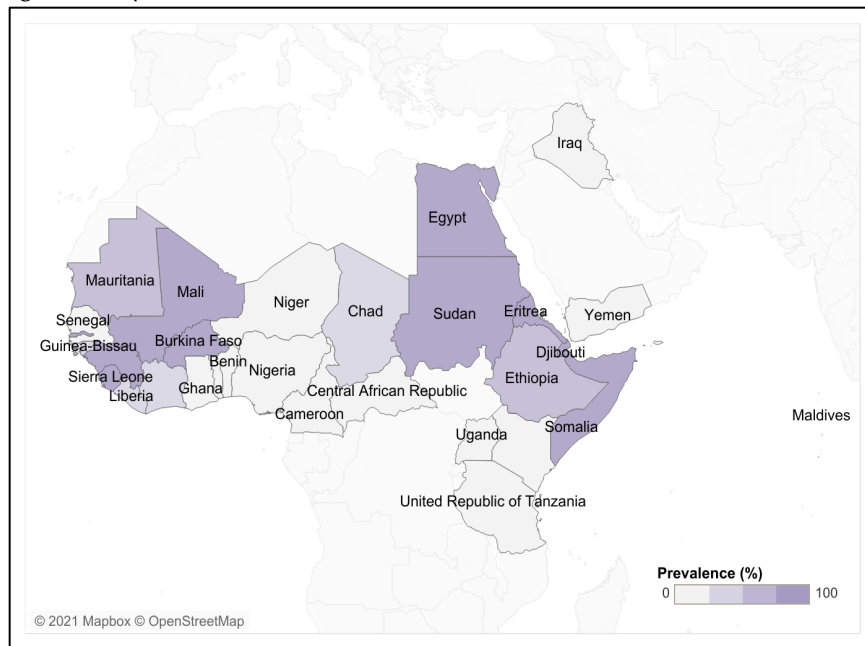 Iraq
Egypt
Mauritania
Mali
Niger
Chad
Sudan
Eritrea
Yemen
Senegal
Guinea-Bissau
Burkina Faso
Benin
Nigeria
Djibouti
Ethiopia
Sierra Leone
Liberia
Ghana
Central African Republic
Cameroon
Maldives
Uganda
Somalia
United Republic of Tanzania
Prevalence (%)
0 100
© 2021 Mapbox © OpenStreetMap